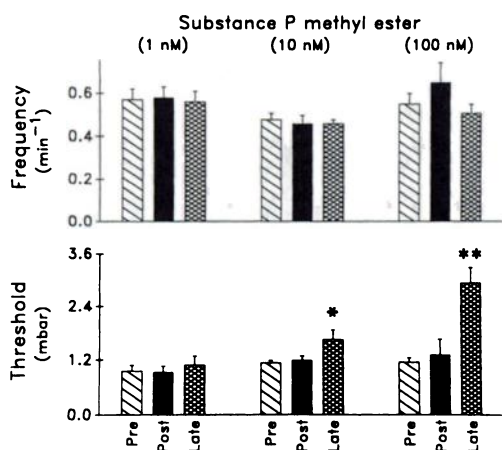 Substance P methyl ester
(1 nM) (10 nM) (100 nM)
Frequency
(min⁻¹)
0.6
0.4
0.2
0.0
Threshold
(mbar)
3.6
2.4
1.2
0.0
*
**
Pre Post Late Pre Post Late Pre Post Late